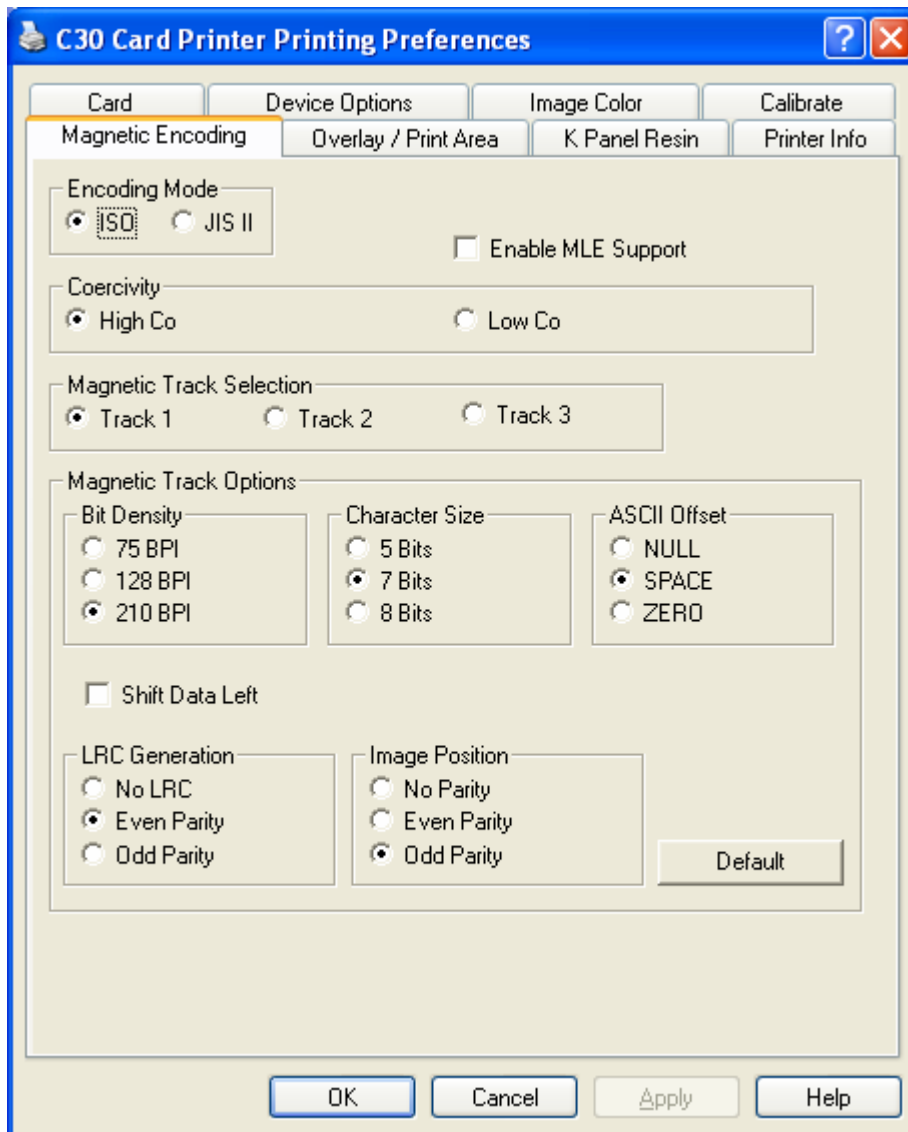 C30 Card Printer Printing Preferences
Card Device Options Image Color Calibrate
Magnetic Encoding Overlay / Print Area K Panel Resin Printer Info
Encoding Mode
ISO JIS II
Enable MLE Support
Coercivity
High Co Low Co
Magnetic Track Selection
Track 1 Track 2 Track 3
Magnetic Track Options
Bit Density Character Size ASCII Offset
75 BPI 5 Bits NULL
128 BPI 7 Bits SPACE
210 BPI 8 Bits ZERO
Shift Data Left
LRC Generation Image Position
No LRC No Parity
Even Parity Even Parity
Odd Parity Odd Parity
Default
OK Cancel Apply Help